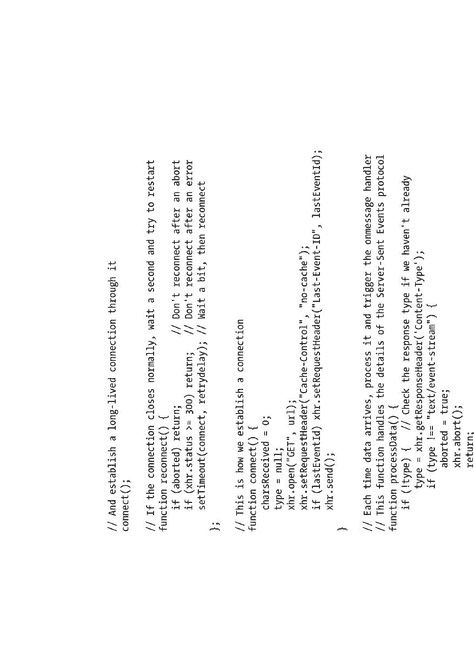 // And establish a long-lived connection through it
connect();
// If the connection closes normally, wait a second and try to restart
function reconnect() {
if (aborted) return; // Don't reconnect after an abort
if (xhr.status >= 300) return; // Don't reconnect after an error
setTimeout(connect, retrydelay); // Wait a bit, then reconnect
};
// This is how we establish a connection
function connect() {
charsReceived = 0;
type = null;
xhr.open("GET", url);
xhr.setRequestHeader("Cache-Control", "no-cache");
if (lastEventId) xhr.setRequestHeader("Last-Event-ID", lastEventId);
xhr.send();
}
// Each time data arrives, process it and trigger the onmessage handler
// This function handles the details of the Server-Sent Events protocol
function processData() {
if (!type) { // Check the response type if we haven't already
type = xhr.getResponseHeader('Content-Type');
if (type !== "text/event-stream") {
aborted = true;
xhr.abort();
return;